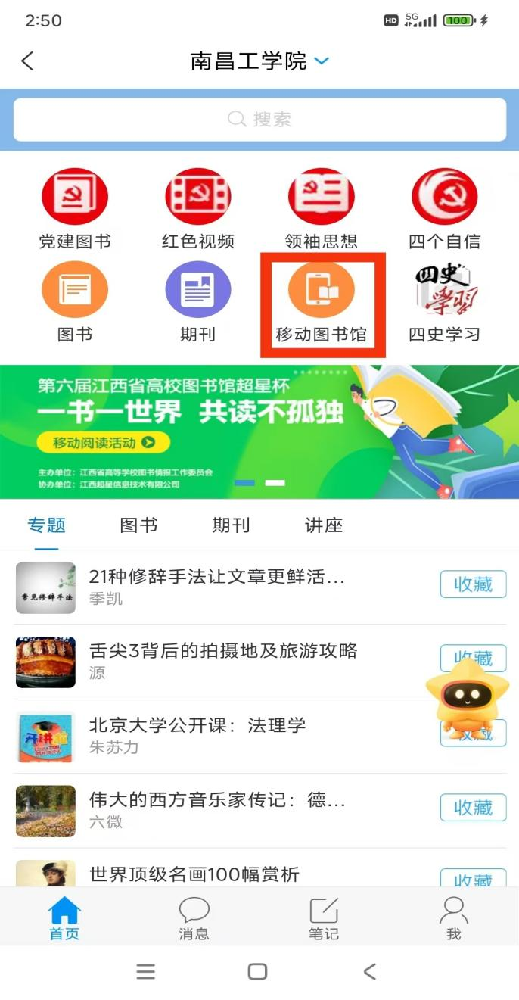 2:50
HD 5G 100
南昌工学院
搜索
党建图书 红色视频 领袖思想 四个自信
四史
学习
图书 期刊 移动图书馆 四史学习
第六届江西省高校图书馆超星杯
一书一世界 共读不孤独
移动阅读活动
主办单位：江西省高等学校图书情报工作委员会
协办单位：江西超星信息技术有限公司
专题 图书 期刊 讲座
21种修辞手法让文章更鲜活...
季凯
收藏
常见修辞手法
舌尖3背后的拍摄地及旅游攻略
源
收藏
北京大学公开课：法理学
朱苏力
收藏
开讲啦
伟大的西方音乐家传记：德...
六微
收藏
世界顶级名画100幅赏析
收藏
首页 消息 笔记 我